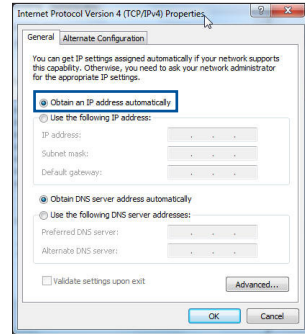 Internet Protocol Version 4 (TCP/IPv4) Properties
General
Alternate Configuration
You can get IP settings assigned automatically if your network supports
this capability. Otherwise, you need to ask your network administrator
for the appropriate IP settings.
Obtain an IP address automatically
Use the following IP address:
IP address:
Subnet mask:
Default gateway:
Obtain DNS server address automatically
Use the following DNS server addresses:
Preferred DNS server:
Alternate DNS server:
Validate settings upon exit
Advanced...
OK
Cancel